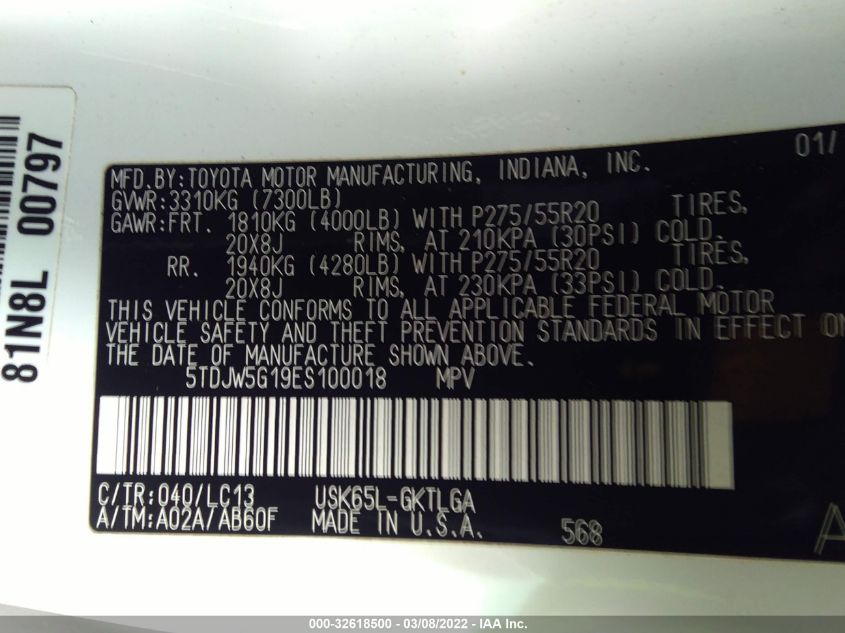 81N8L 00797
01/
MFD.BY:TOYOTA MOTOR MANUFACTURING, INDIANA, INC.
GVWR:3310KG (7300LB)
GAWR:FRT. 1810KG (4000LB) WITH P275/55R20 TIRES,
20X8J RIMS, AT 210KPA (30PSI) COLD.
RR. 1940KG (4280LB) WITH P275/55R20 TIRES,
20X8J RIMS, AT 230KPA (33PSI) COLD.
THIS VEHICLE CONFORMS TO ALL APPLICABLE FEDERAL MOTOR
VEHICLE SAFETY AND THEFT PREVENTION STANDARDS IN EFFECT ON
THE DATE OF MANUFACTURE SHOWN ABOVE.
5TDJW5G19ES100018 MPV
C/TR:040/LC13 USK65L-GKTLGA
A/TM:A02A/AB60F MADE IN U.S.A. 568
A
000-32618500 - 03/08/2022 - IAA Inc.